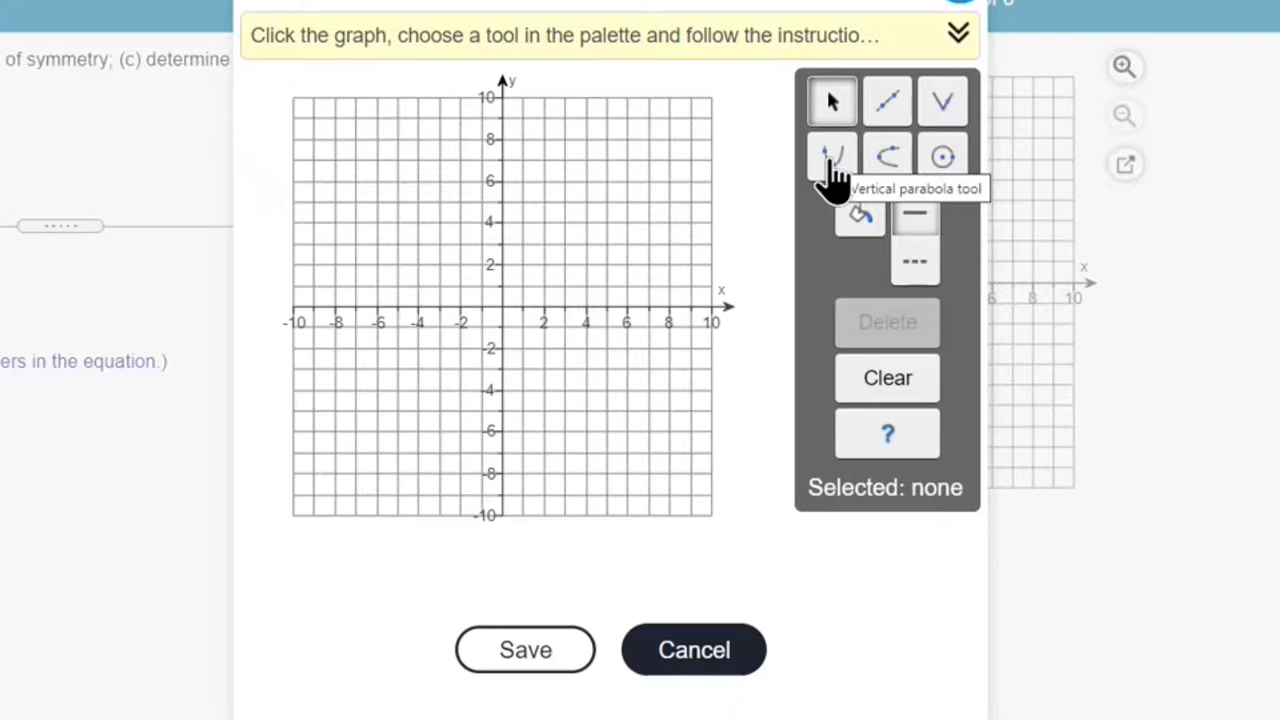 Click the graph, choose a tool in the palette and follow the instructio…
of symmetry; (c) determine
y
10
8
6
4
2
x
-10 -8 -6 -4 -2 2 4 6 8 10
-2
-4
-6
-8
-10
Vertical parabola tool
Delete
Clear
?
Selected: none
x
6 8 10
ers in the equation.)
Save
Cancel